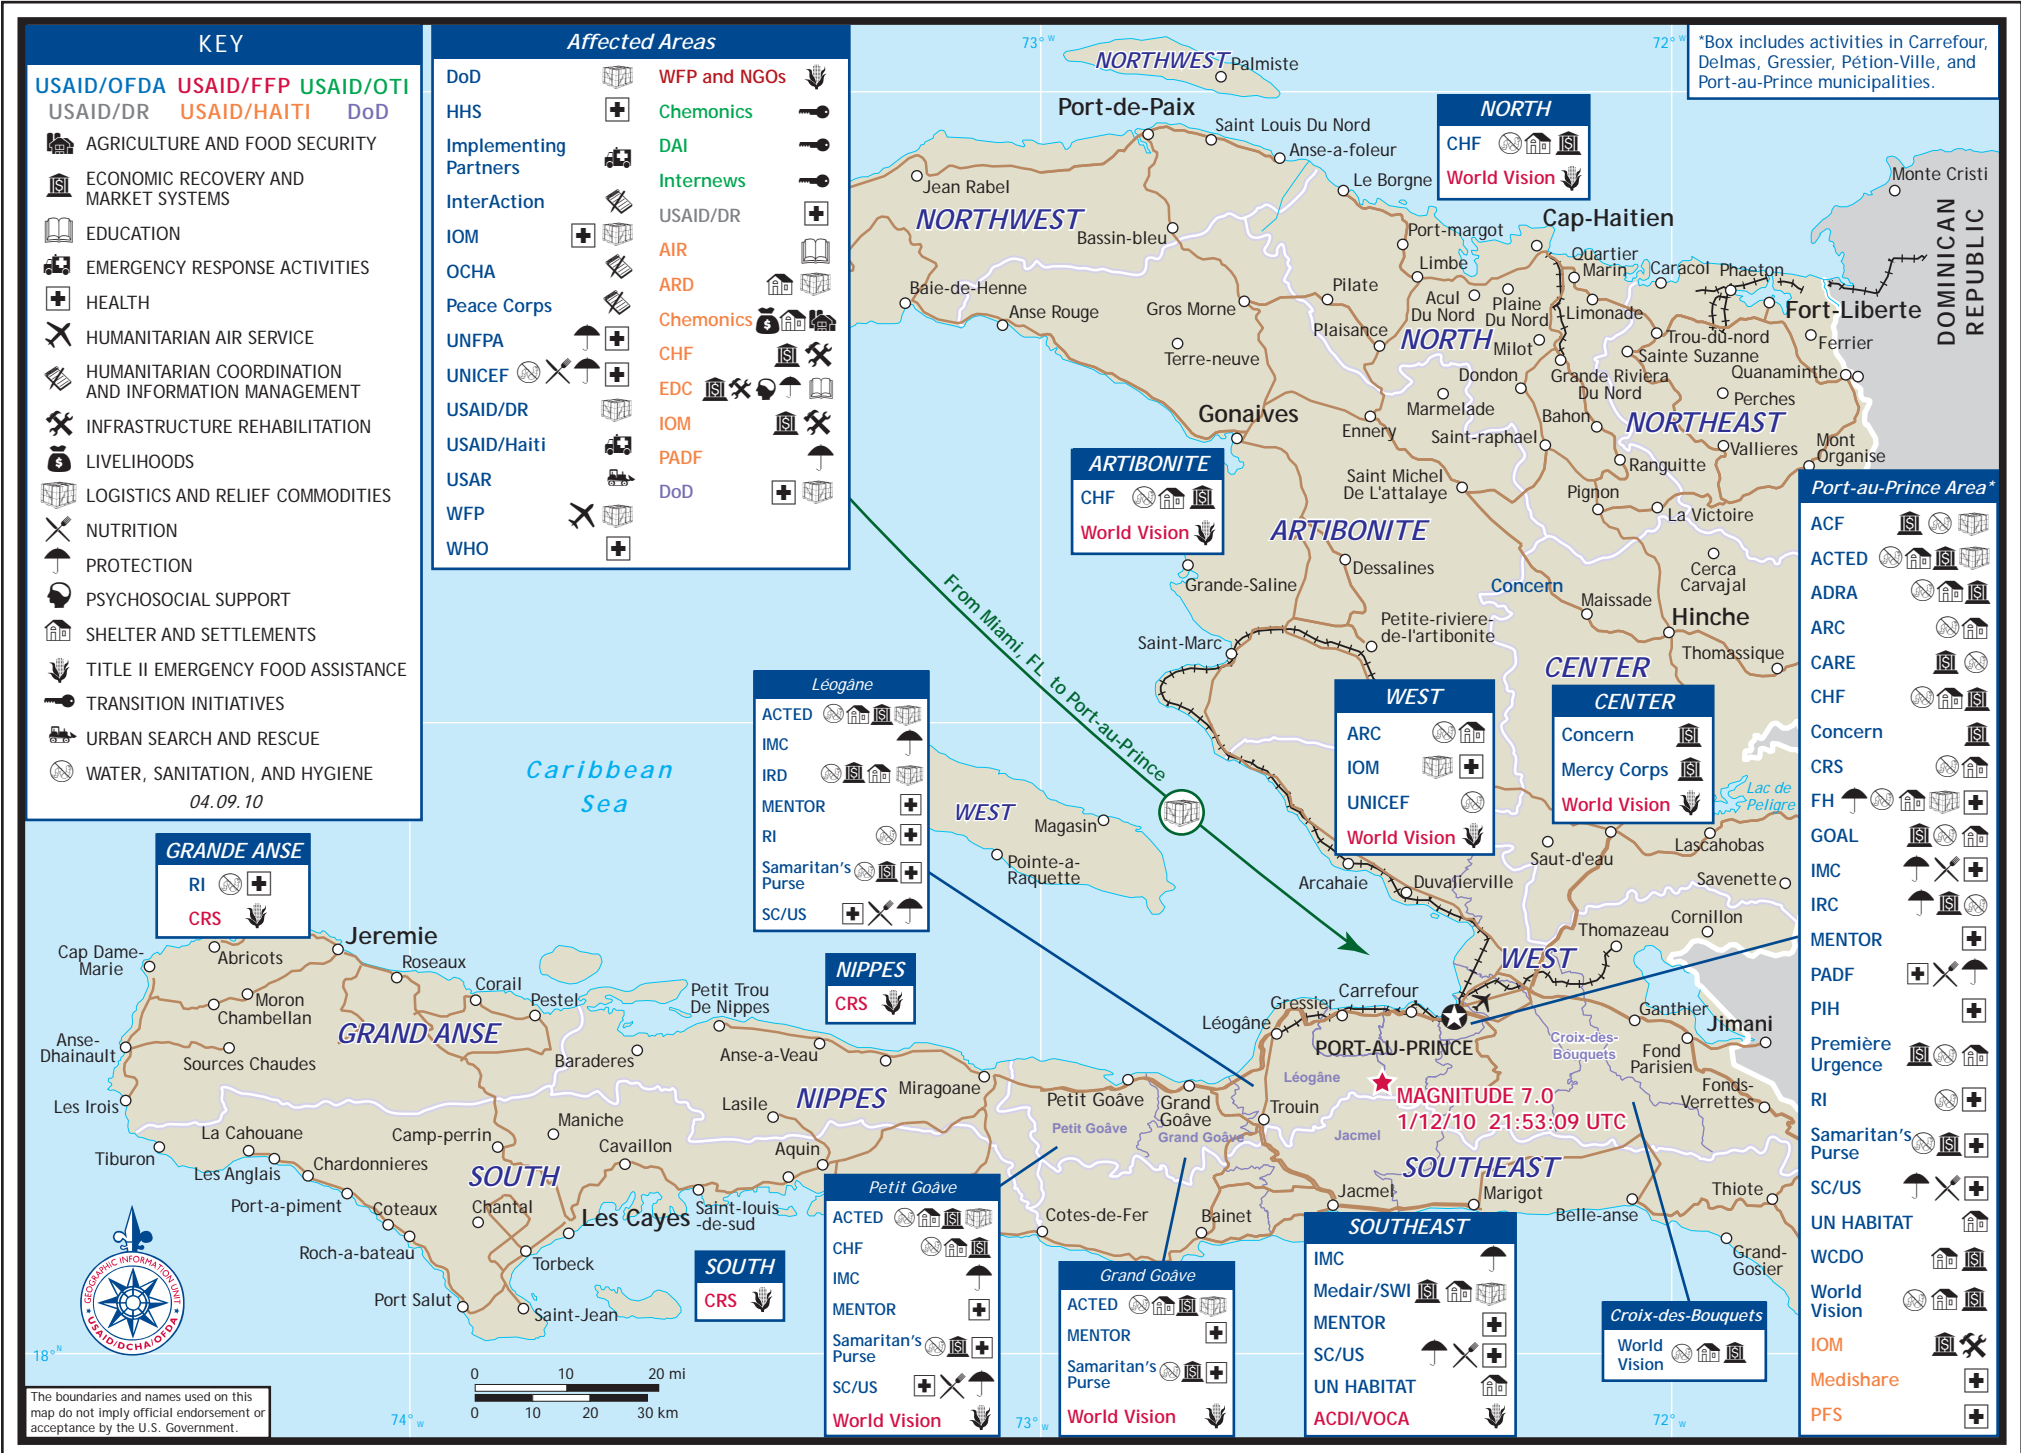 KEY
USAID/OFDA USAID/FFP USAID/OTI
USAID/DR USAID/HAITI DoD
AGRICULTURE AND FOOD SECURITY
ECONOMIC RECOVERY AND
MARKET SYSTEMS
EDUCATION
EMERGENCY RESPONSE ACTIVITIES
HEALTH
HUMANITARIAN AIR SERVICE
HUMANITARIAN COORDINATION
AND INFORMATION MANAGEMENT
INFRASTRUCTURE REHABILITATION
LIVELIHOODS
LOGISTICS AND RELIEF COMMODITIES
NUTRITION
PROTECTION
PSYCHOSOCIAL SUPPORT
SHELTER AND SETTLEMENTS
TITLE II EMERGENCY FOOD ASSISTANCE
TRANSITION INITIATIVES
URBAN SEARCH AND RESCUE
WATER, SANITATION, AND HYGIENE
04.09.10
Affected Areas
DoD
HHS
Implementing
Partners
InterAction
IOM
OCHA
Peace Corps
UNFPA
UNICEF
USAID/DR
USAID/Haiti
USAR
WFP
WHO
WFP and NGOs
Chemonics
DAI
Internews
USAID/DR
AIR
ARD
Chemonics
CHF
EDC
IOM
PADF
DoD
73° W
72° W
*Box includes activities in Carrefour,
Delmas, Gressier, Pétion-Ville, and
Port-au-Prince municipalities.
NORTHWEST
Palmiste
Port-de-Paix
Saint Louis Du Nord
Anse-a-foleur
Le Borgne
Jean Rabel
NORTHWEST
Bassin-bleu
Port-margot
Cap-Haitien
Limbe
Quartier
Marin
Caracol
Phaeton
Monte Cristi
DOMINICAN
REPUBLIC
Baie-de-Henne
Anse Rouge
Gros Morne
Pilate
Acul
Du Nord
Plaine
Du Nord
Limonade
Fort-Liberte
Plaisance
NORTH
Milot
Trou-du-nord
Ferrier
Terre-neuve
Sainte Suzanne
Quanaminthe
Dondon
Grande Riviera
Du Nord
Perches
Marmelade
Bahon
NORTHEAST
Gonaives
Ennery
Saint-raphael
Vallieres
Mont
Organise
Ranguitte
Saint Michel
De L'attalaye
Pignon
La Victoire
ARTIBONITE
Dessalines
Grande-Saline
Concern
Cerca
Carvajal
Maissade
Hinche
Petite-riviere-
de-l'artibonite
Saint-Marc
Thomassique
CENTER
NORTH
CHF
World Vision
ARTIBONITE
CHF
World Vision
WEST
ARC
IOM
UNICEF
World Vision
CENTER
Concern
Mercy Corps
World Vision
Lac de
Peligre
Lascahobas
Saut-d'eau
Savenette
Arcahaie
Duvalierville
Cornillon
Thomazeau
WEST
From Miami, FL to Port-au-Prince
Caribbean
Sea
Léogâne
ACTED
IMC
IRD
MENTOR
RI
Samaritan's
Purse
SC/US
WEST
Magasin
Pointe-a-
Raquette
GRANDE ANSE
RI
CRS
Cap Dame-
Marie
Abricots
Jeremie
Roseaux
Corail
Moron
Chambellan
Pestel
Petit Trou
De Nippes
NIPPES
CRS
GRAND ANSE
Anse-
Dhainault
Sources Chaudes
Baraderes
Anse-a-Veau
Miragoane
Les Irois
Maniche
Lasile
NIPPES
La Cahouane
Camp-perrin
Cavaillon
Aquin
Tiburon
Les Anglais
Chardonnieres
SOUTH
Port-a-piment
Coteaux
Chantal
Les Cayes
Saint-louis
-de-sud
Roch-a-bateau
Torbeck
Port Salut
Saint-Jean
SOUTH
CRS
Gressier
Carrefour
Léogâne
PORT-AU-PRINCE
Léogâne
Croix-des-
Bouquets
Ganthier
Jimani
Fond
Parisien
Fonds-
Verrettes
MAGNITUDE 7.0
1/12/10 21:53:09 UTC
Petit Goâve
Petit Goâve
Grand
Goâve
Grand Goâve
Trouin
Jacmel
SOUTHEAST
Jacmel
Marigot
Thiote
Belle-anse
Cotes-de-Fer
Bainet
Grand-
Gosier
Petit Goâve
ACTED
CHF
IMC
MENTOR
Samaritan's
Purse
SC/US
World Vision
Grand Goâve
ACTED
MENTOR
Samaritan's
Purse
World Vision
SOUTHEAST
IMC
Medair/SWI
MENTOR
SC/US
UN HABITAT
ACDI/VOCA
Croix-des-Bouquets
World
Vision
Port-au-Prince Area*
ACF
ACTED
ADRA
ARC
CARE
CHF
Concern
CRS
FH
GOAL
IMC
IRC
MENTOR
PADF
PIH
Première
Urgence
RI
Samaritan's
Purse
SC/US
UN HABITAT
WCDO
World
Vision
IOM
Medishare
PFS
GEOGRAPHIC INFORMATION UNIT
USAID/DCHA/OFDA
18° N
The boundaries and names used on this
map do not imply official endorsement or
acceptance by the U.S. Government.
74° W
0 10 20 mi
0 10 20 30 km
73° W
72° W